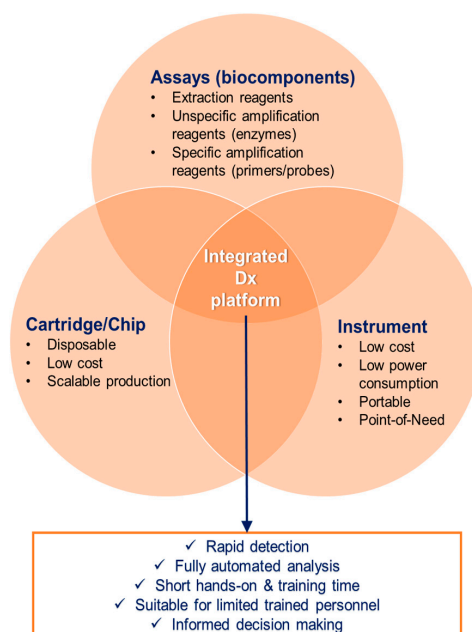 Assays (biocomponents)
• Extraction reagents
• Unspecific amplification
reagents (enzymes)
• Specific amplification
reagents (primers/probes)
Integrated
Dx
platform
Cartridge/Chip
• Disposable
• Low cost
• Scalable production
Instrument
• Low cost
• Low power
consumption
• Portable
• Point-of-Need
✓ Rapid detection
✓ Fully automated analysis
✓ Short hands-on & training time
✓ Suitable for limited trained personnel
✓ Informed decision making